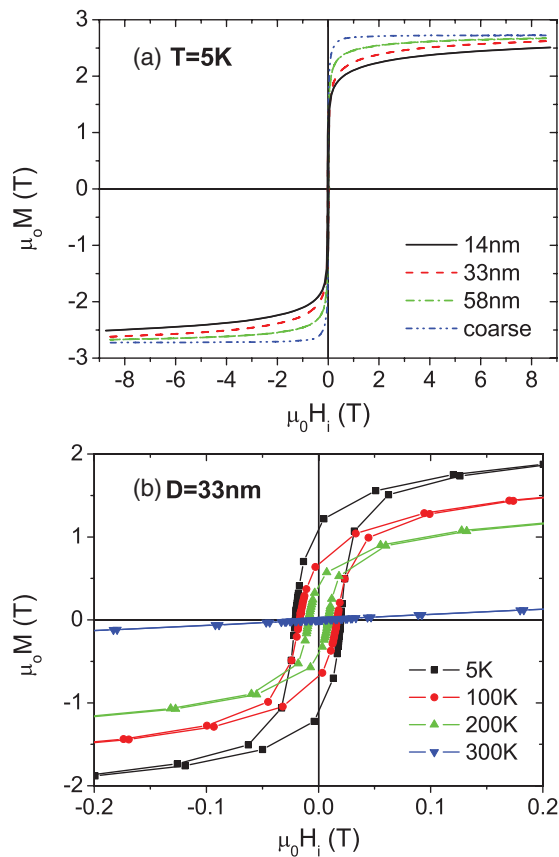 (a) T=5K
3
2
1
0
-1
-2
-3
μ₀M (T)
14nm
33nm
58nm
coarse
-8 -6 -4 -2 0 2 4 6 8
μ₀Hᵢ (T)
(b) D=33nm
2
1
0
-1
-2
μ₀M (T)
5K
100K
200K
300K
-0.2 -0.1 0.0 0.1 0.2
μ₀Hᵢ (T)